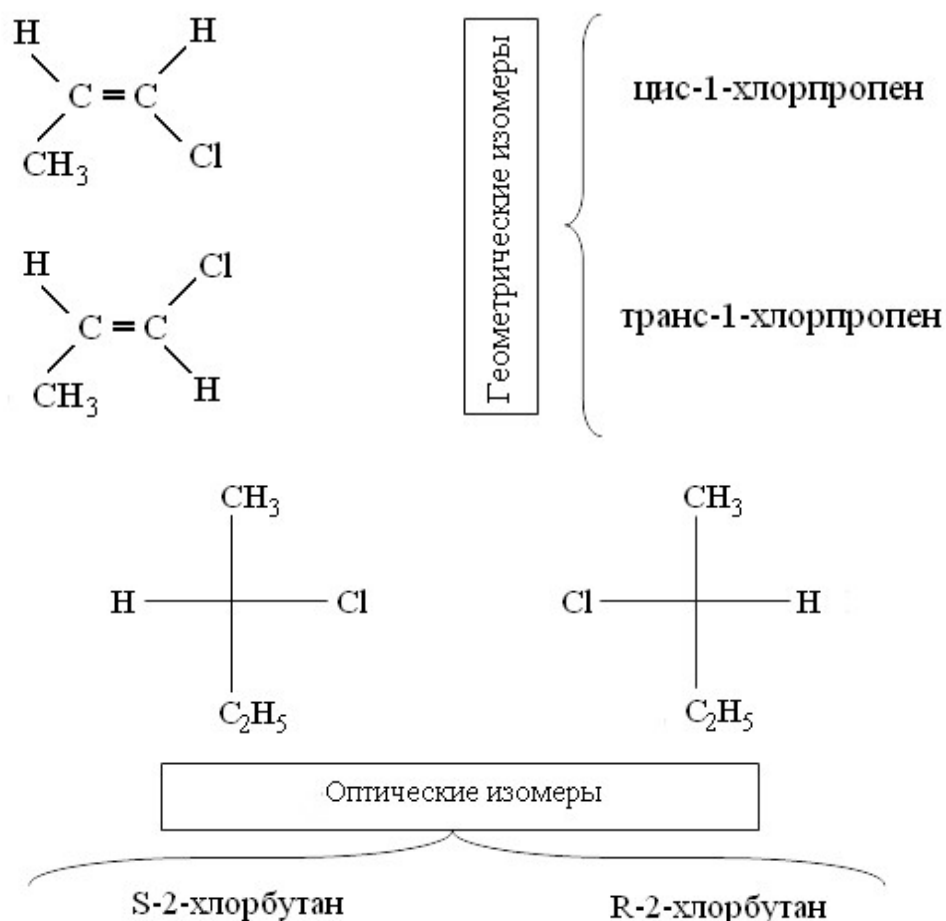 H H
C = C
CH₃ Cl
Геометрические изомеры
цис-1-хлорпропен
H Cl
C = C
CH₃ H
транс-1-хлорпропен
CH₃ CH₃
H Cl Cl H
C₂H₅ C₂H₅
Оптические изомеры
S-2-хлорбутан R-2-хлорбутан